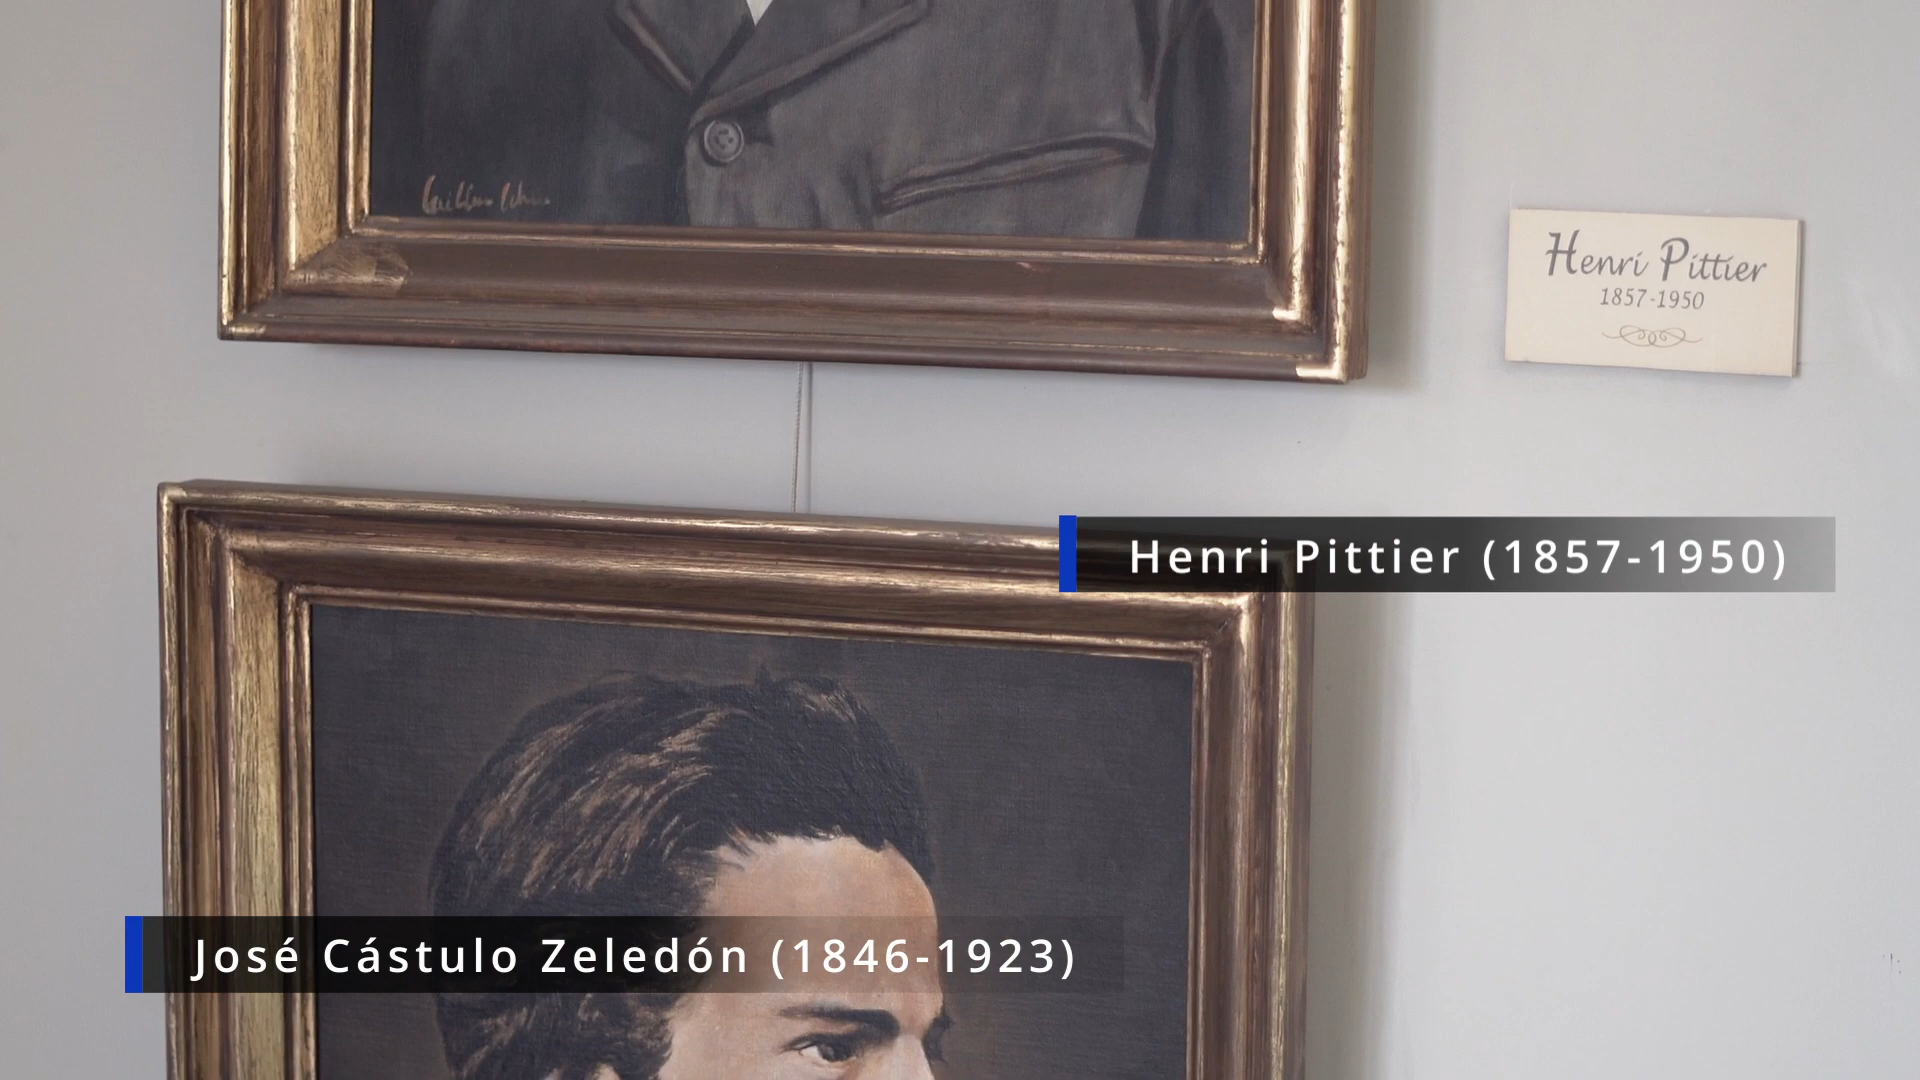 Henri Pittier
1857-1950
Henri Pittier (1857-1950)
José Cástulo Zeledón (1846-1923)